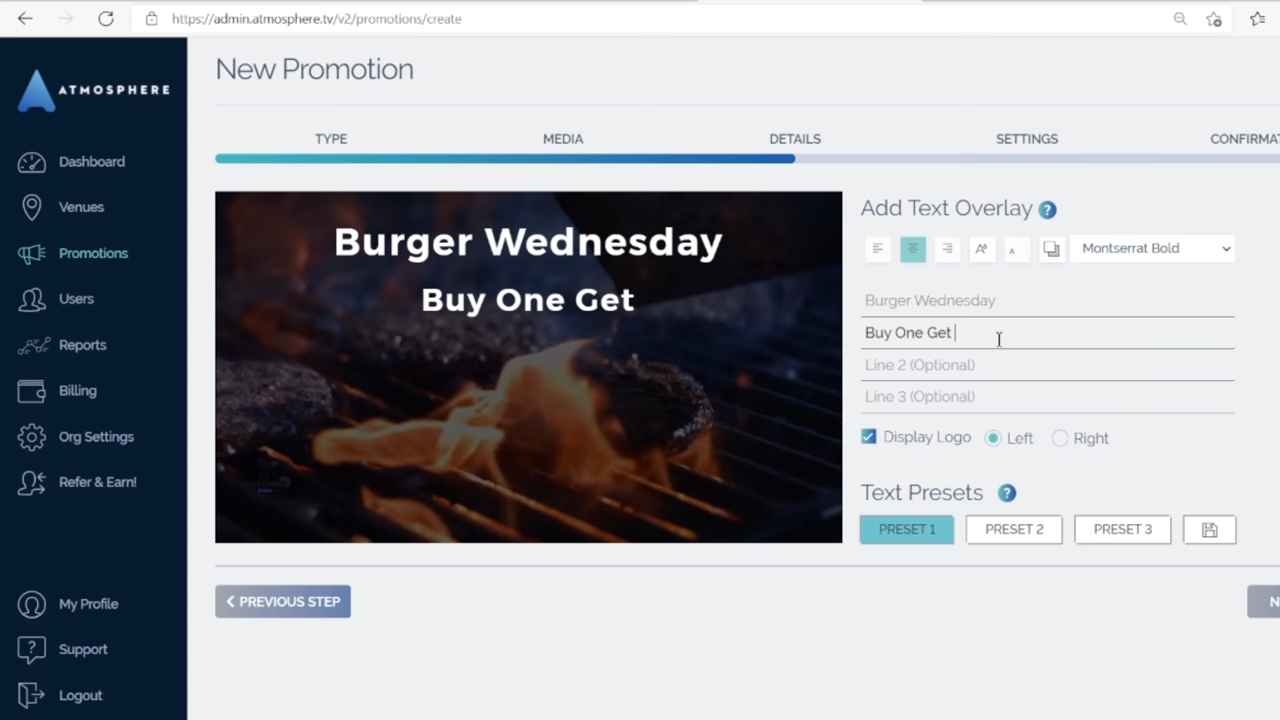 https://admin.atmosphere.tv/v2/promotions/create
ATMOSPHERE
Dashboard
Venues
Promotions
Users
Reports
Billing
Org Settings
Refer & Earn!
My Profile
Support
Logout
New Promotion
TYPE
MEDIA
DETAILS
SETTINGS
CONFIRMAT
Burger Wednesday
Buy One Get
Add Text Overlay ?
Montserrat Bold
Burger Wednesday
Buy One Get
Line 2 (Optional)
Line 3 (Optional)
Display Logo Left Right
Text Presets ?
PRESET 1 PRESET 2 PRESET 3
PREVIOUS STEP
N